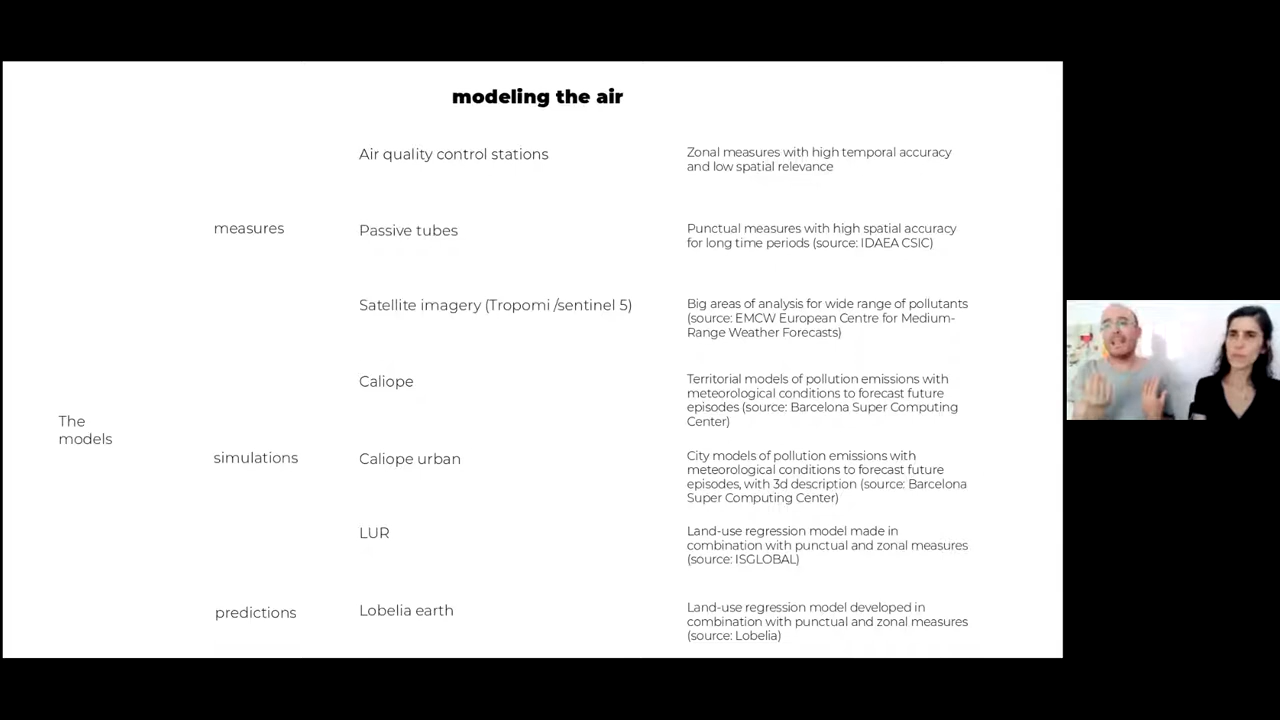 modeling the air
Air quality control stations
Zonal measures with high temporal accuracy
and low spatial relevance
measures
Passive tubes
Punctual measures with high spatial accuracy
for long time periods (source: IDAEA CSIC)
Satellite imagery (Tropomi /sentinel 5)
Big areas of analysis for wide range of pollutants
(source: EMCW European Centre for Medium-
Range Weather Forecasts)
Caliope
Territorial models of pollution emissions with
meteorological conditions to forecast future
episodes (source: Barcelona Super Computing
Center)
The
models
simulations
Caliope urban
City models of pollution emissions with
meteorological conditions to forecast future
episodes, with 3d description (source: Barcelona
Super Computing Center)
LUR
Land-use regression model made in
combination with punctual and zonal measures
(source: ISGLOBAL)
predictions
Lobelia earth
Land-use regression model developed in
combination with punctual and zonal measures
(source: Lobelia)